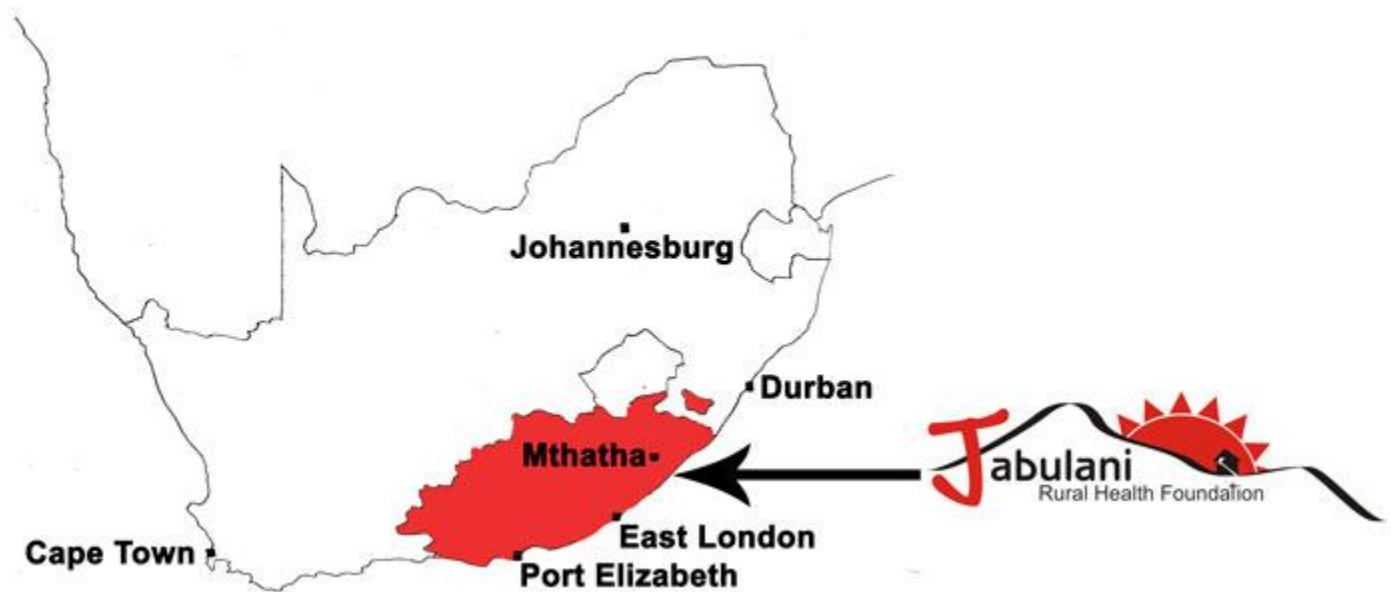 Johannesburg
Durban
Mthatha
Jabulani
Rural Health Foundation
East London
Cape Town
Port Elizabeth